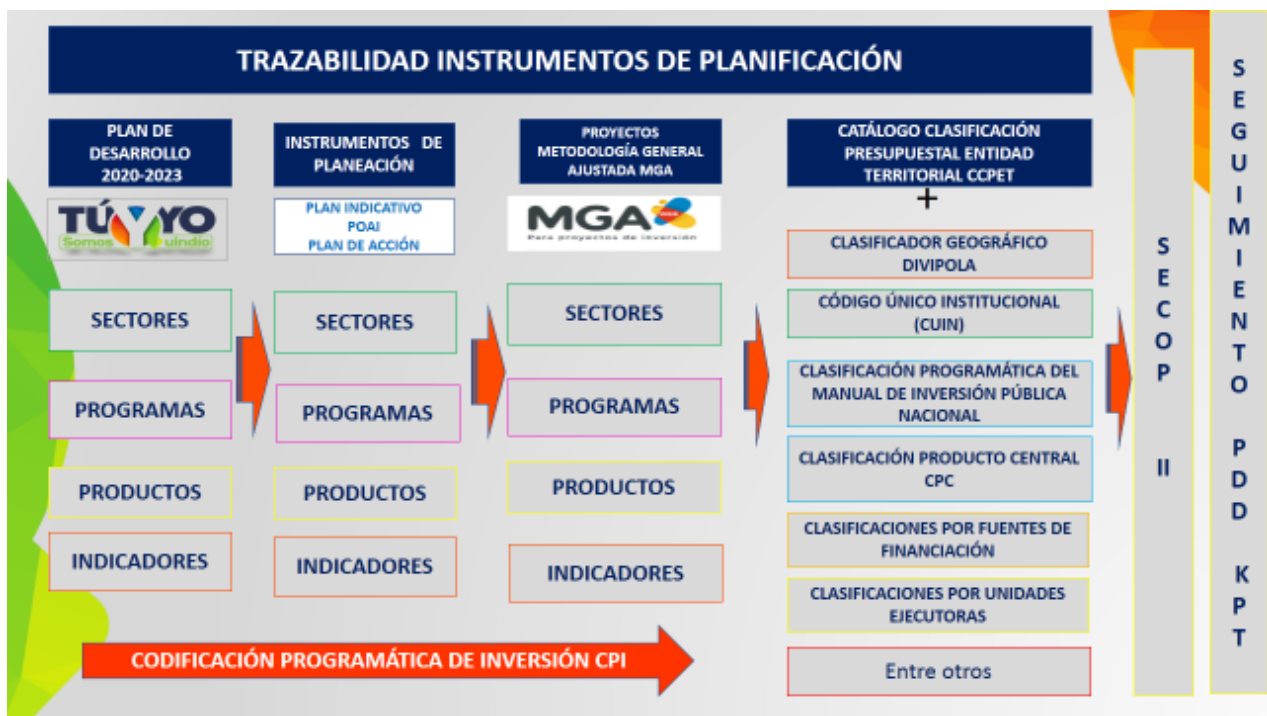 TRAZABILIDAD INSTRUMENTOS DE PLANIFICACIÓN
PLAN DE
DESARROLLO
2020-2023
TÚ Y YO
Somos Quindío
SECTORES
PROGRAMAS
PRODUCTOS
INDICADORES
INSTRUMENTOS DE
PLANEACIÓN
PLAN INDICATIVO
POAI
PLAN DE ACCIÓN
SECTORES
PROGRAMAS
PRODUCTOS
INDICADORES
PROYECTOS
METODOLOGÍA GENERAL
AJUSTADA MGA
MGA
Para proyectos de inversión
SECTORES
PROGRAMAS
PRODUCTOS
INDICADORES
CODIFICACIÓN PROGRAMÁTICA DE INVERSIÓN CPI
CATÁLOGO CLASIFICACIÓN
PRESUPUESTAL ENTIDAD
TERRITORIAL CCPET
+
CLASIFICADOR GEOGRÁFICO
DIVIPOLA
CÓDIGO ÚNICO INSTITUCIONAL
(CUIN)
CLASIFICACIÓN PROGRAMÁTICA DEL
MANUAL DE INVERSIÓN PÚBLICA
NACIONAL
CLASIFICACIÓN PRODUCTO CENTRAL
CPC
CLASIFICACIONES POR FUENTES DE
FINANCIACIÓN
CLASIFICACIONES POR UNIDADES
EJECUTORAS
Entre otros
SECOP II
SEGUIMIENTO PDD KPT